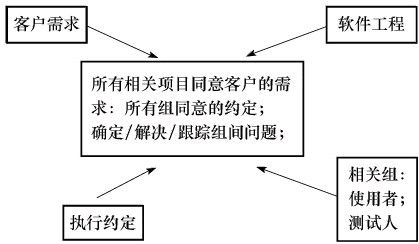 客户需求
软件工程
所有相关项目同意客户的需
求：所有组同意的约定；
确定/解决/跟踪组间问题；
执行约定
相关组：
使用者；
测试人